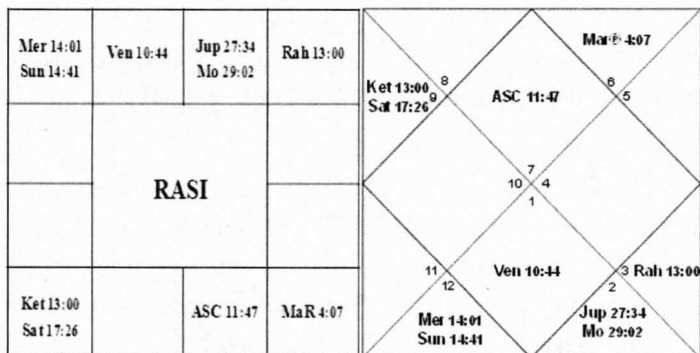 Mer 14:01
Sun 14:41
Ven 10:44
Jup 27:34
Mo 29:02
Rah 13:00
RASI
Ket 13:00
Sat 17:26
ASC 11:47
MaR 4:07
8
Ket 13:00
9
Sat 17:26
ASC 11:47
6
5
7
10
4
1
11
12
Mer 14:01
Sun 14:41
Ven 10:44
3
Rah 13:00
2
Jup 27:34
Mo 29:02
4:07